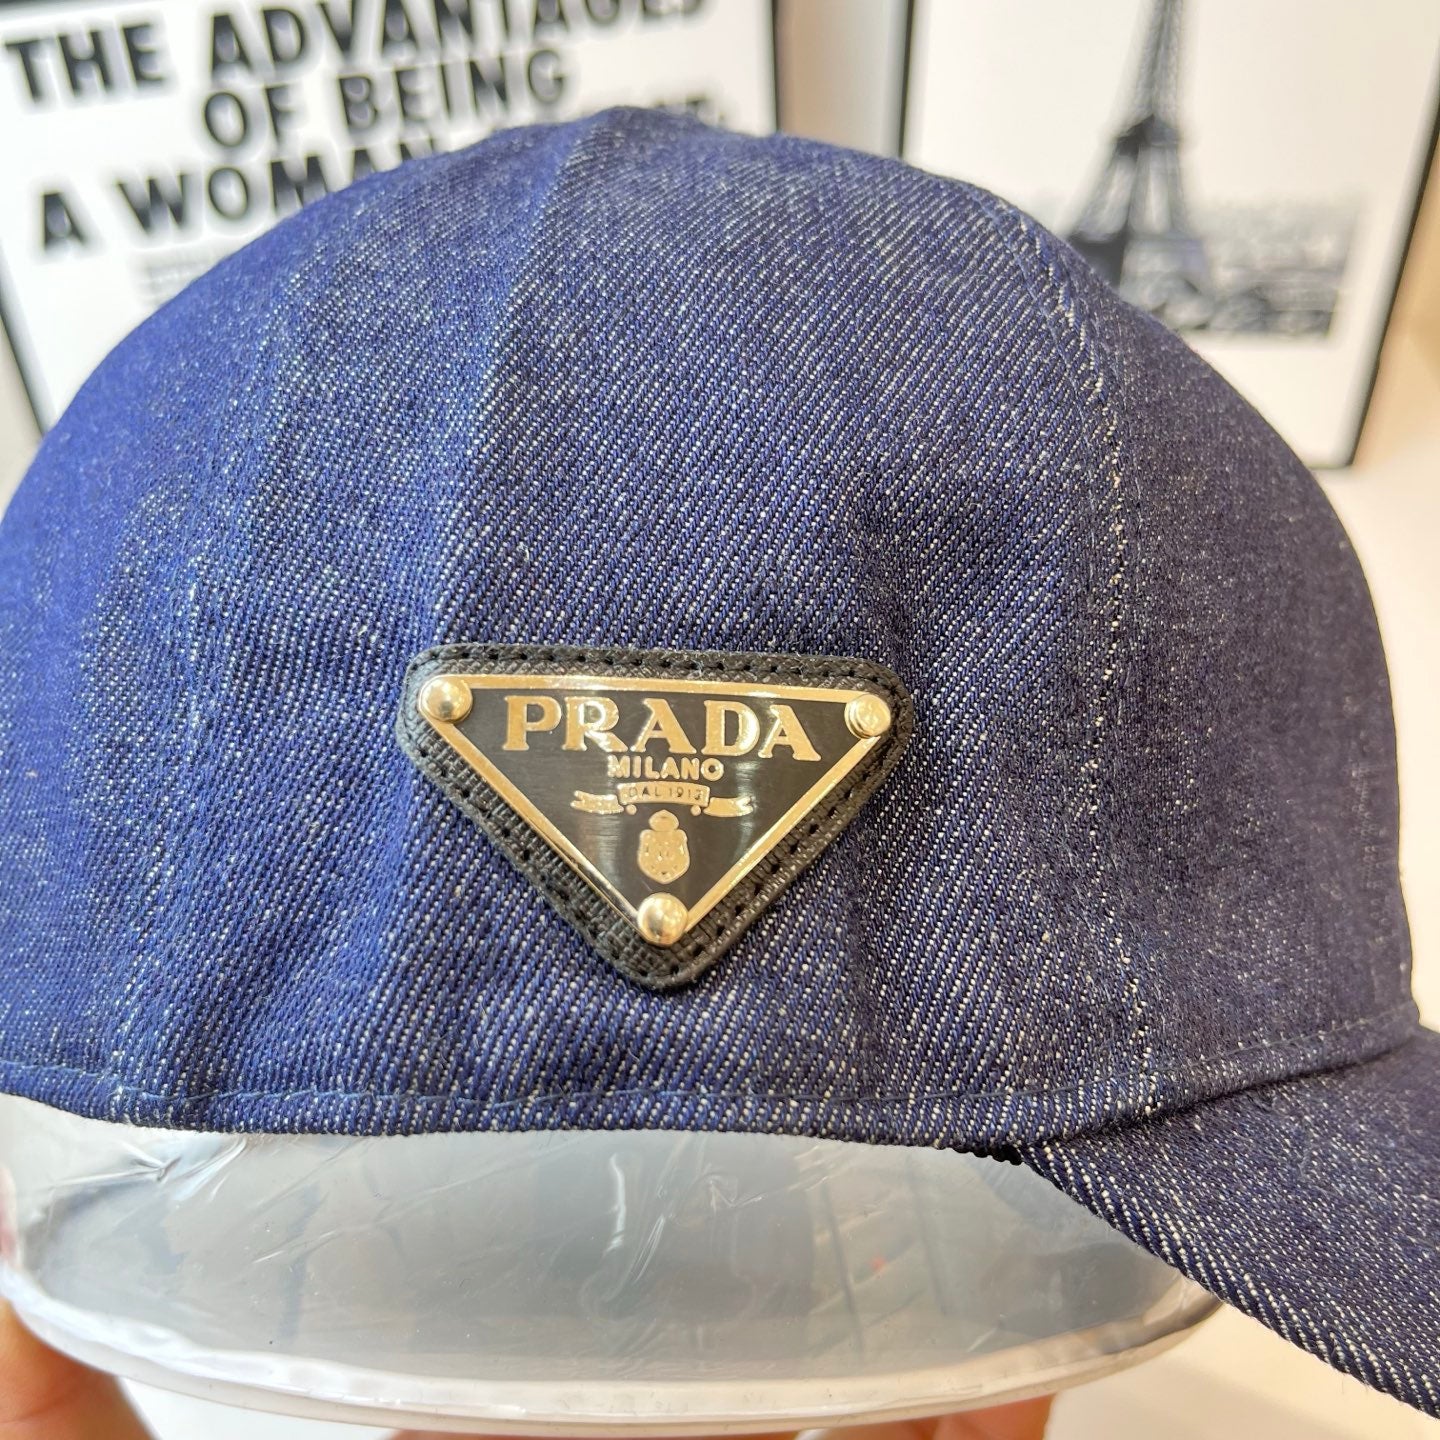 THE ADVANTAGES
OF BEING
A WOMAN
PRADA
MILANO
DAL 1913